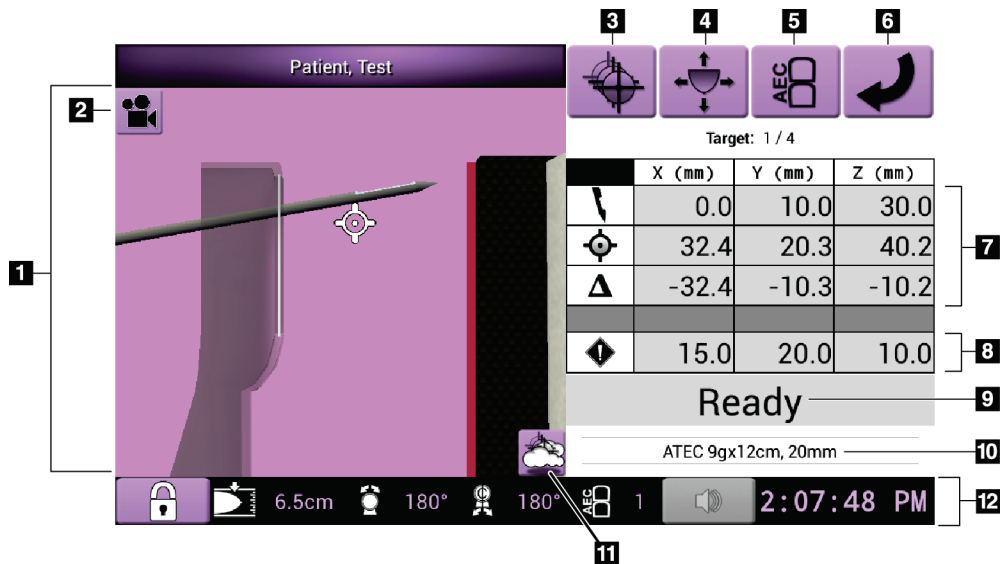 3 4 5 6
Patient, Test
AEC
1
2
Target: 1 / 4
X (mm) Y (mm) Z (mm)
0.0 10.0 30.0
32.4 20.3 40.2
7
Δ -32.4 -10.3 -10.2
! 15.0 20.0 10.0
8
Ready
9
ATEC 9gx12cm, 20mm
10
6.5cm 180° C 180° AEC 1 2:07:48 PM
12
11